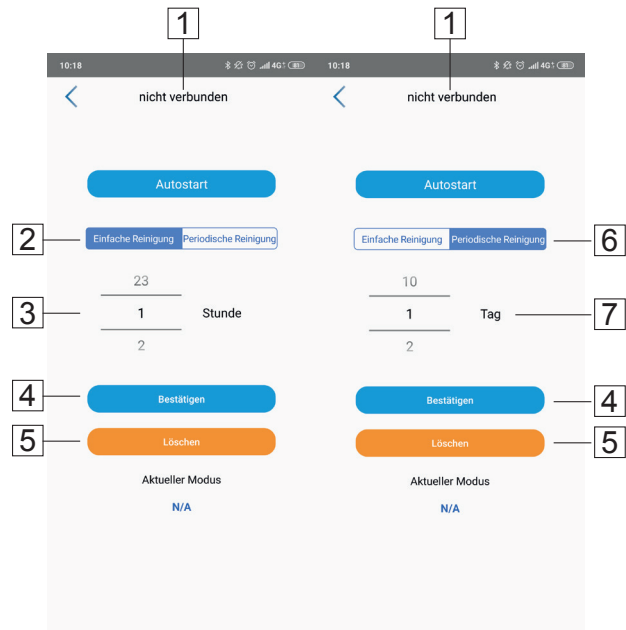 1 1
10:18 4G 10:18 4G
nicht verbunden nicht verbunden
Autostart Autostart
2 Einfache Reinigung Periodische Reinigung Einfache Reinigung Periodische Reinigung 6
23 10
3 1 Stunde 1 Tag 7
2 2
4 Bestätigen Bestätigen 4
5 Löschen Löschen 5
Aktueller Modus Aktueller Modus
N/A N/A